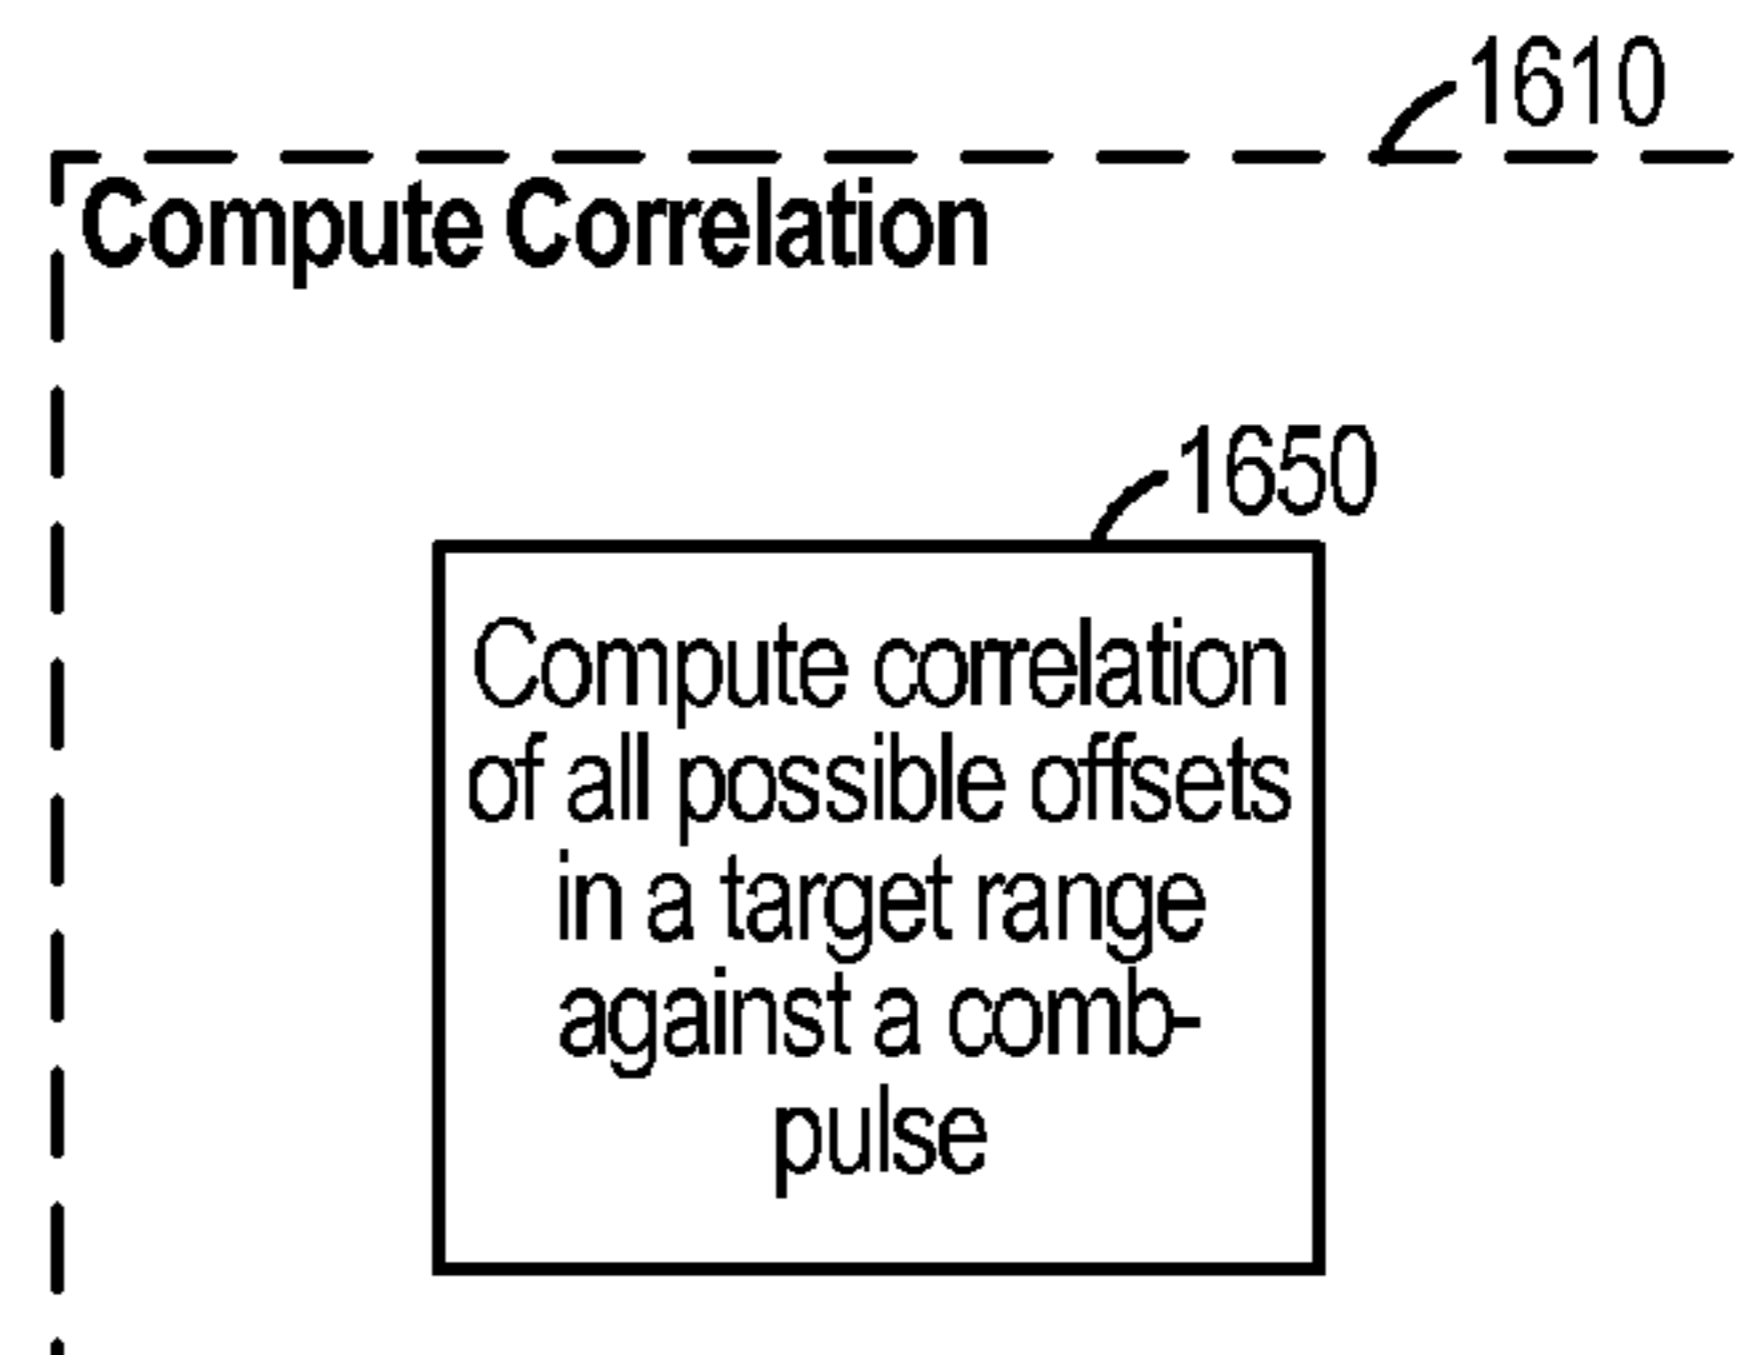 1610
Compute Correlation
1650
Compute correlation
of all possible offsets
in a target range
against a comb-
pulse